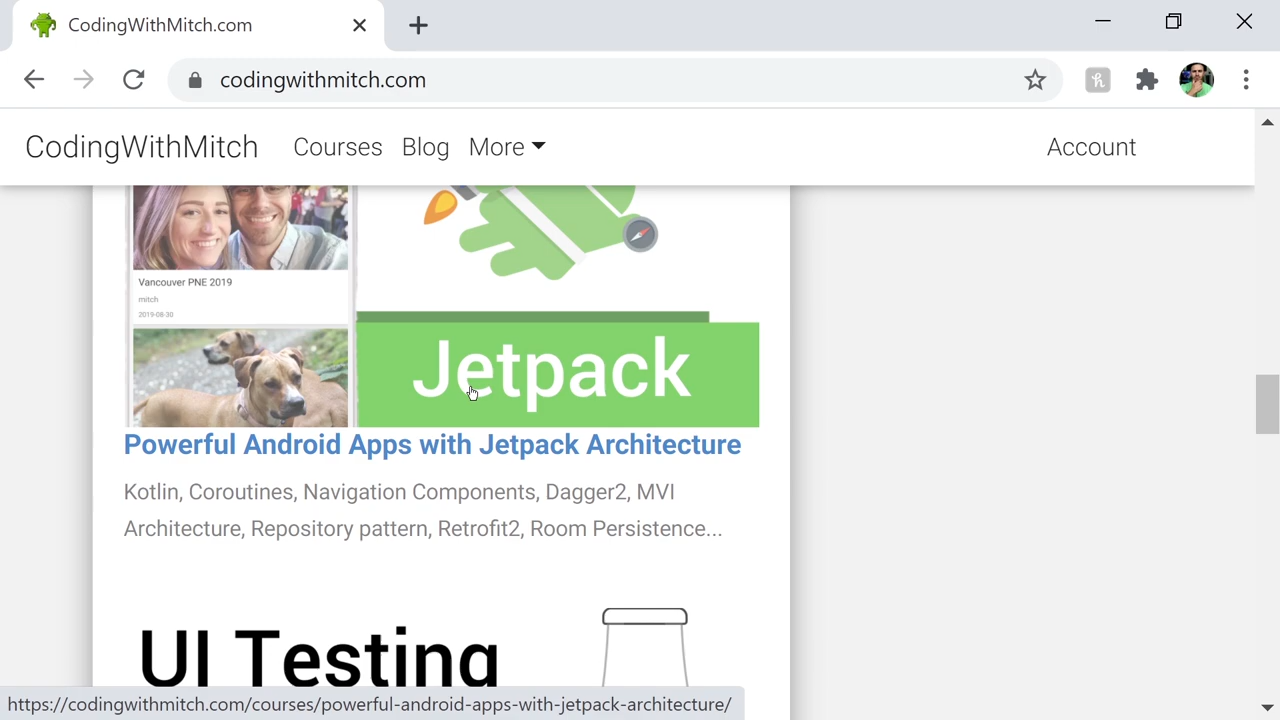 CodingWithMitch.com
codingwithmitch.com
CodingWithMitch Courses Blog More Account
Vancouver PNE 2019
mitch
2019-08-30
Jetpack
Powerful Android Apps with Jetpack Architecture
Kotlin, Coroutines, Navigation Components, Dagger2, MVI
Architecture, Repository pattern, Retrofit2, Room Persistence...
UI Testing
https://codingwithmitch.com/courses/powerful-android-apps-with-jetpack-architecture/